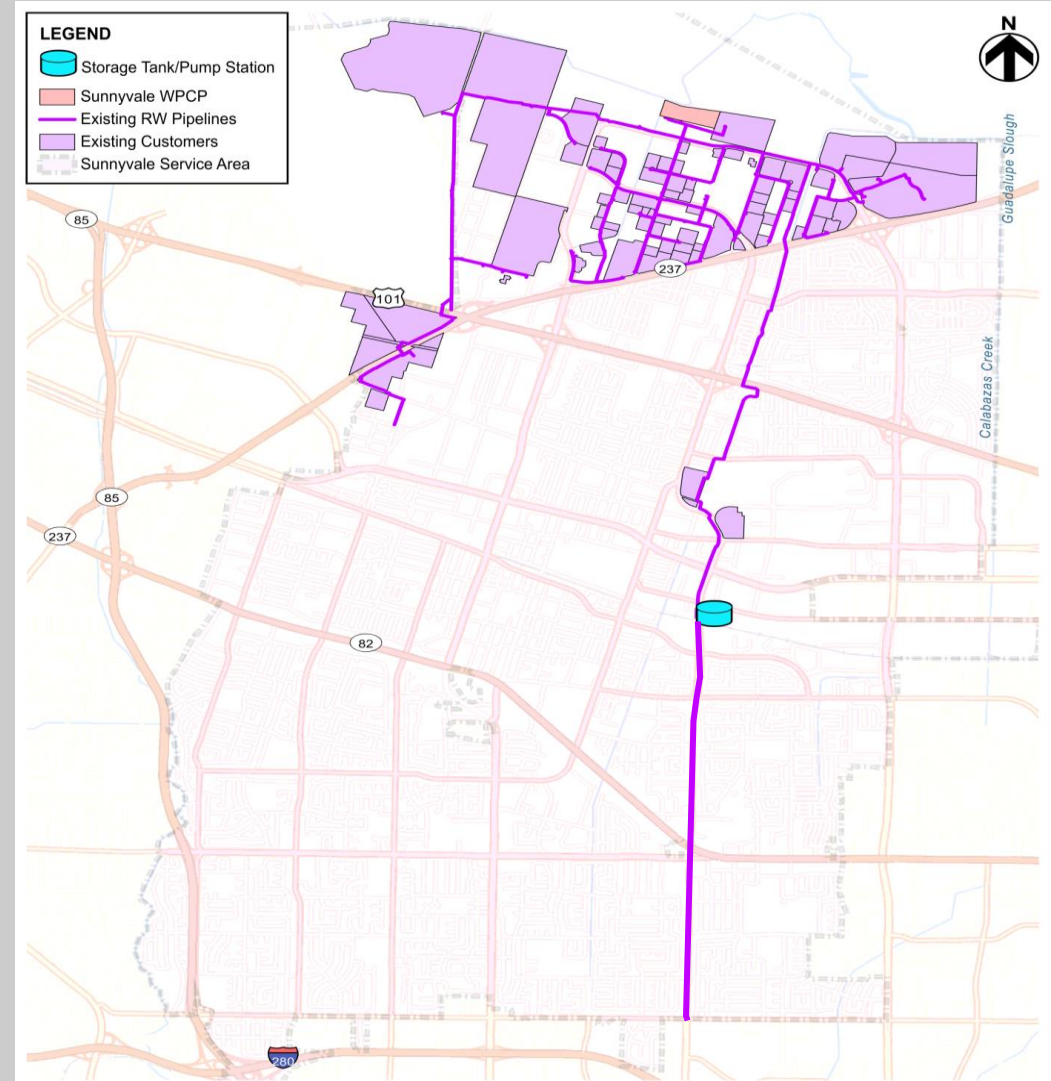 LEGEND
Storage Tank/Pump Station
Sunnyvale WPCP
Existing RW Pipelines
Existing Customers
Sunnyvale Service Area
N
Guadalupe Slough
85
237
101
Calabazas Creek
85
237
82
280